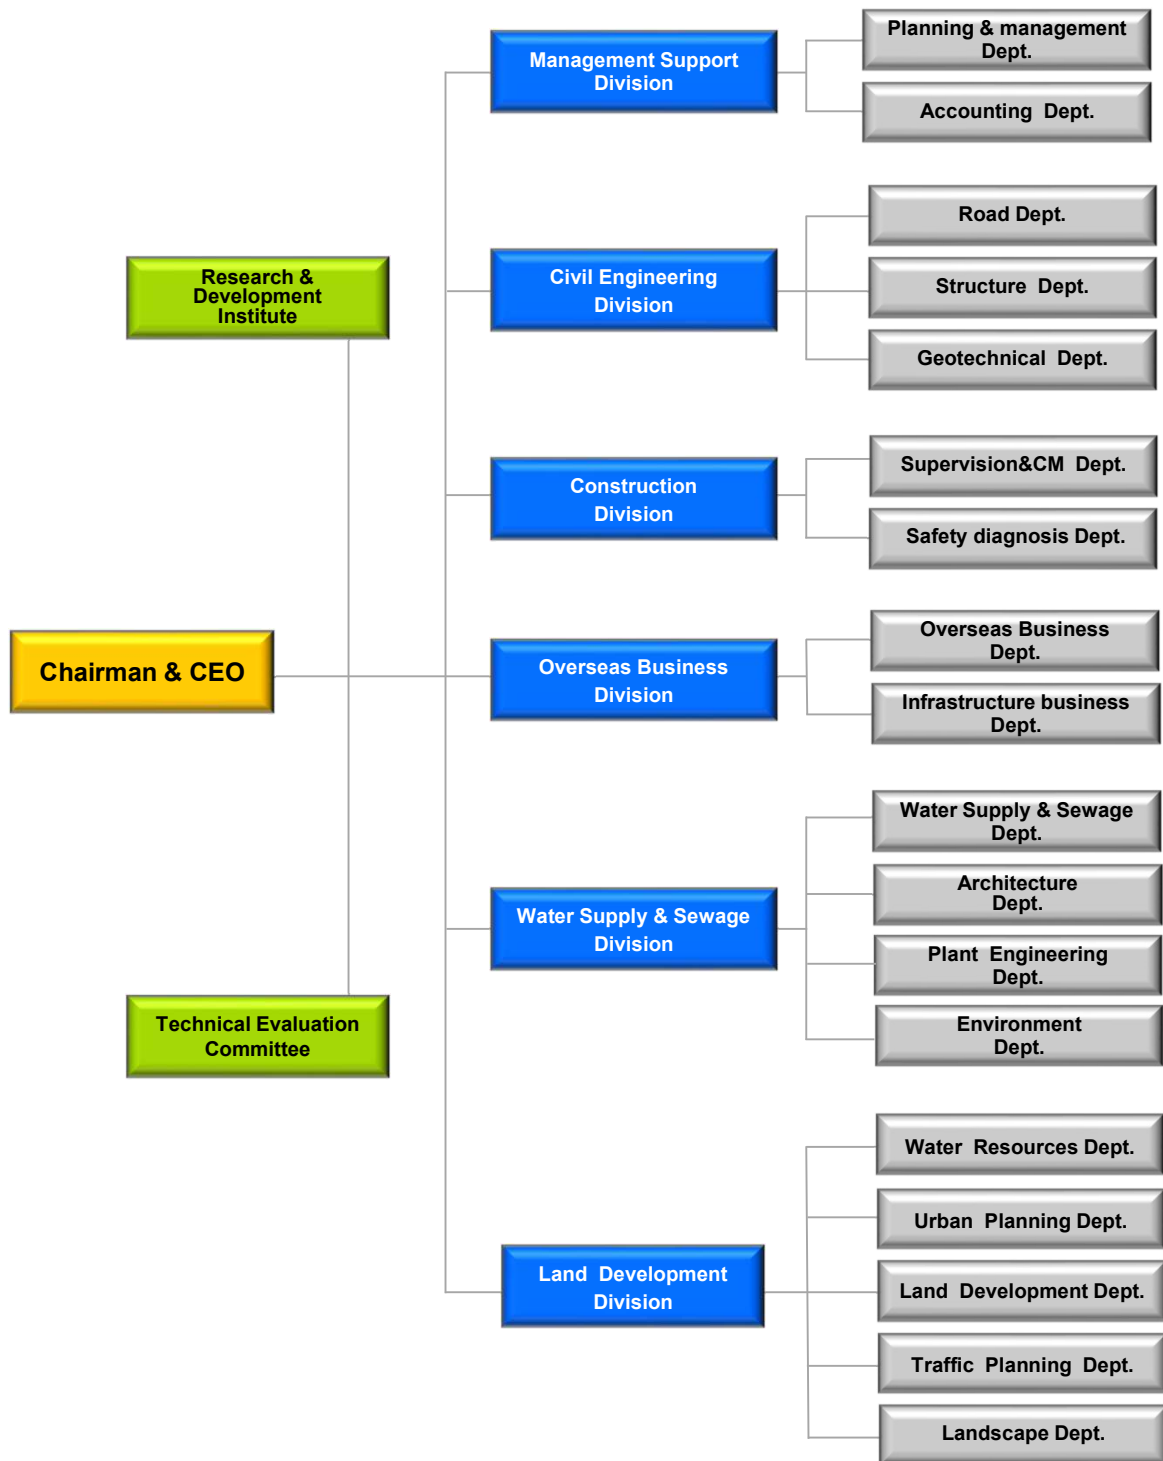 Chairman & CEO
Research &
Development
Institute
Technical Evaluation
Committee
Management Support
Division
Planning & management
Dept.
Accounting Dept.
Civil Engineering
Division
Road Dept.
Structure Dept.
Geotechnical Dept.
Construction
Division
Supervision&CM Dept.
Safety diagnosis Dept.
Overseas Business
Division
Overseas Business
Dept.
Infrastructure business
Dept.
Water Supply & Sewage
Division
Water Supply & Sewage
Dept.
Architecture
Dept.
Plant Engineering
Dept.
Environment
Dept.
Land Development
Division
Water Resources Dept.
Urban Planning Dept.
Land Development Dept.
Traffic Planning Dept.
Landscape Dept.